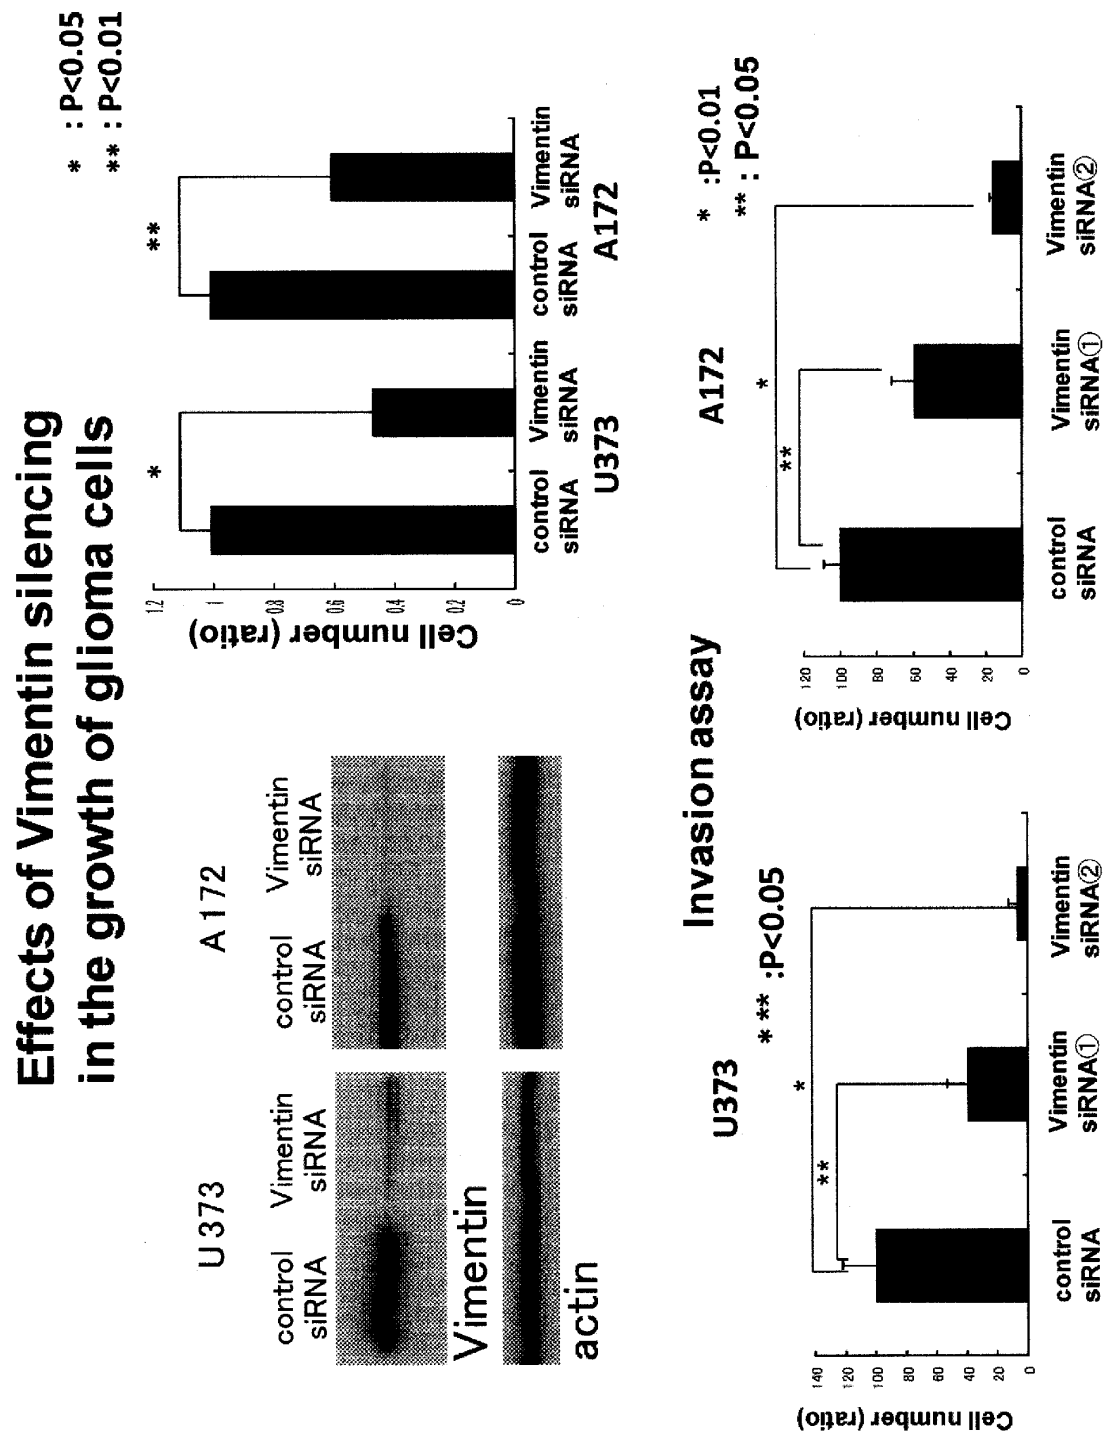 Effects of Vimentin silencing
in the growth of glioma cells
U373
A172
control
siRNA
Vimentin
siRNA
control
siRNA
Vimentin
siRNA
Vimentin
actin
* : P<0.05
** : P<0.01
Cell number (ratio)
1.2
1
0.8
0.6
0.4
0.2
0
*
**
control
siRNA
Vimentin
siRNA
control
siRNA
Vimentin
siRNA
U373
A172
Invasion assay
U373
* ** :P<0.05
Cell number (ratio)
140
120
100
80
60
40
20
0
*
**
control
siRNA
Vimentin
siRNA①
Vimentin
siRNA②
A172
* :P<0.01
** : P<0.05
Cell number (ratio)
120
100
80
60
40
20
0
*
**
control
siRNA
Vimentin
siRNA①
Vimentin
siRNA②